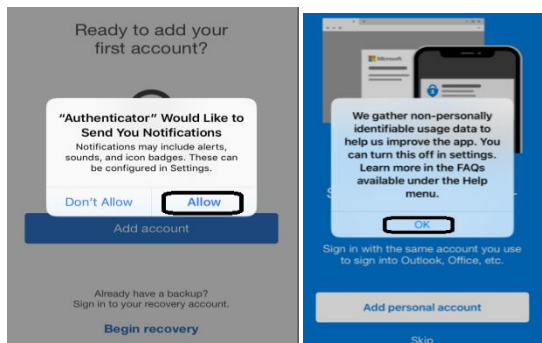 Ready to add your
first account?
“Authenticator” Would Like to
Send You Notifications
Notifications may include alerts,
sounds, and icon badges. These can
be configured in Settings.
Don’t Allow
Allow
Add account
Already have a backup?
Sign in to your recovery account.
Begin recovery
Microsoft
We gather non-personally
identifiable usage data to
help us improve the app. You
can turn this off in settings.
Learn more in the FAQs
available under the Help
menu.
OK
Sign in with the same account you use
to sign into Outlook, Office, etc.
Add personal account
Skip